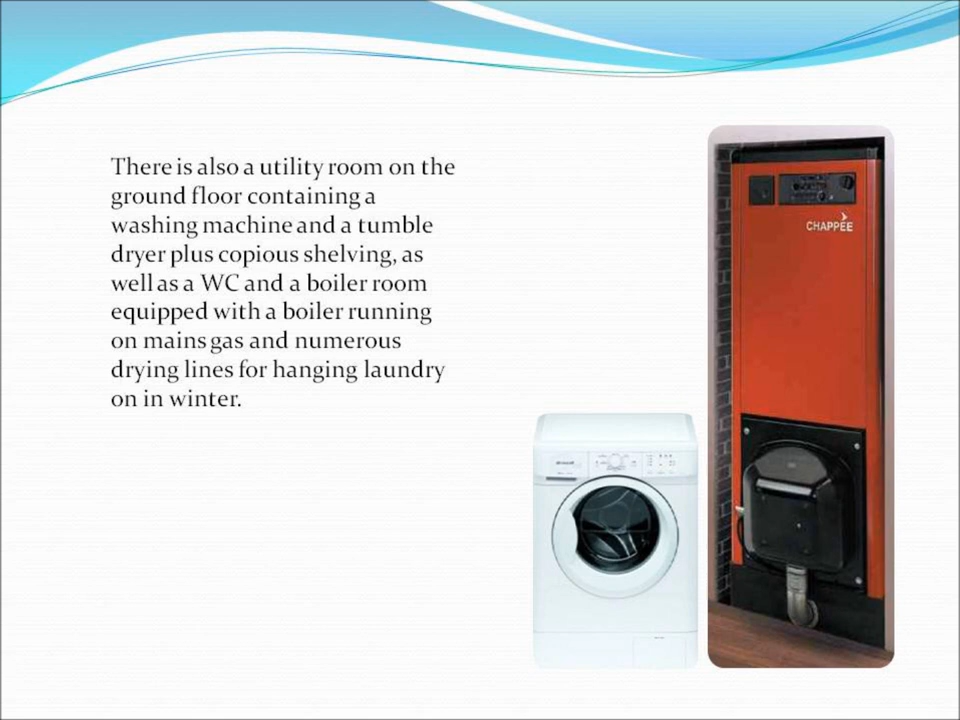 There is also a utility room on the
ground floor containing a
washing machine and a tumble
dryer plus copious shelving, as
well as a WC and a boiler room
equipped with a boiler running
on mains gas and numerous
drying lines for hanging laundry
on in winter.
CHAPPÉE